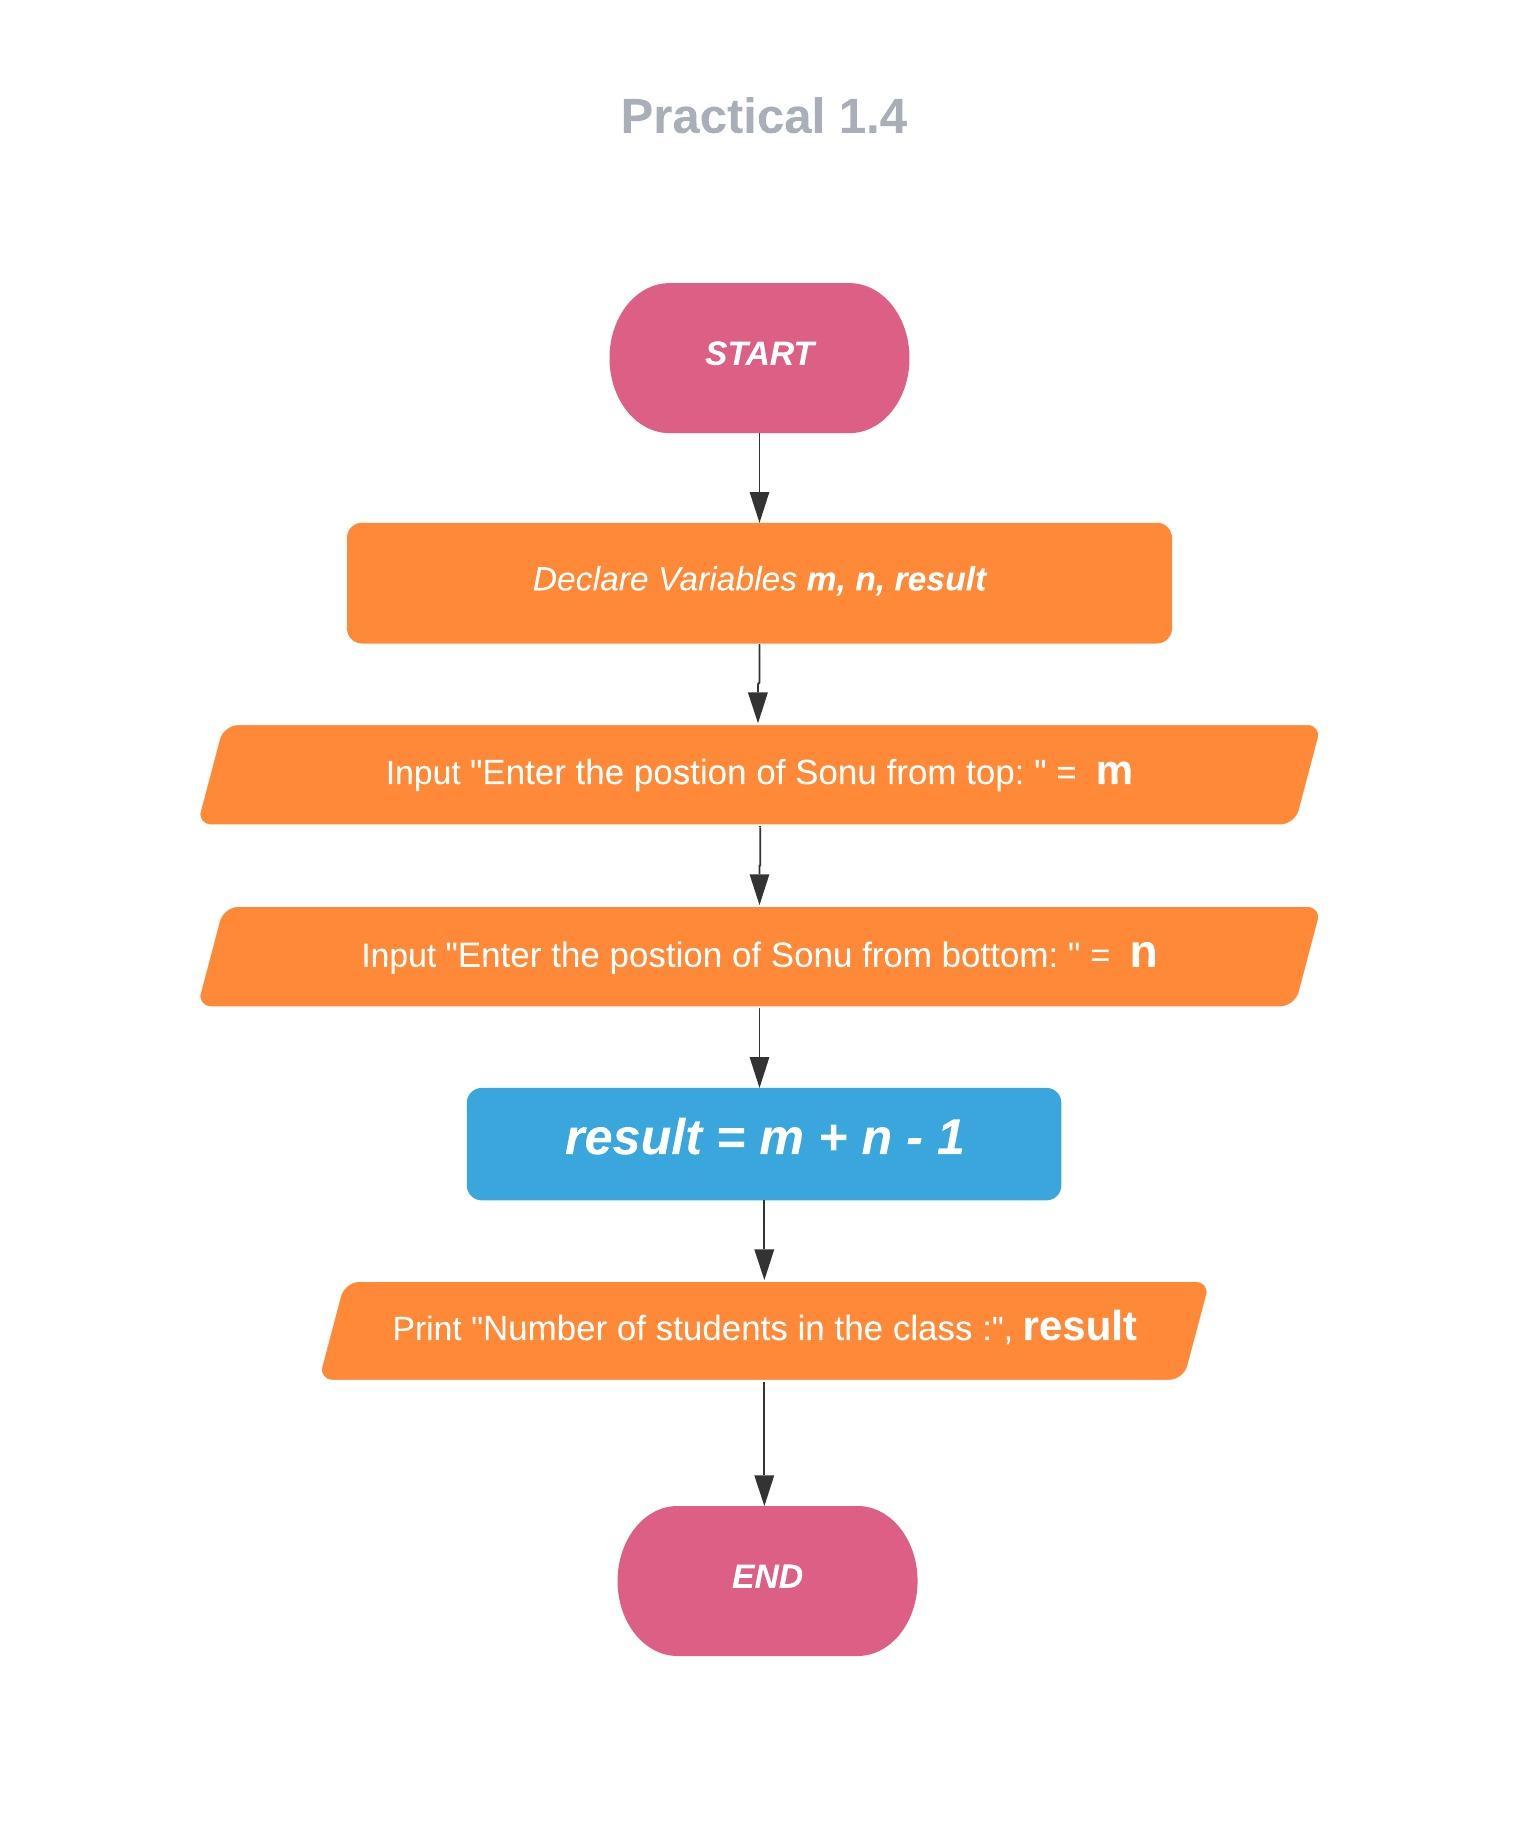 Practical 1.4
START
Declare Variables m, n, result
Input "Enter the postion of Sonu from top: " = m
Input "Enter the postion of Sonu from bottom: " = n
result = m + n - 1
Print "Number of students in the class :", result
END